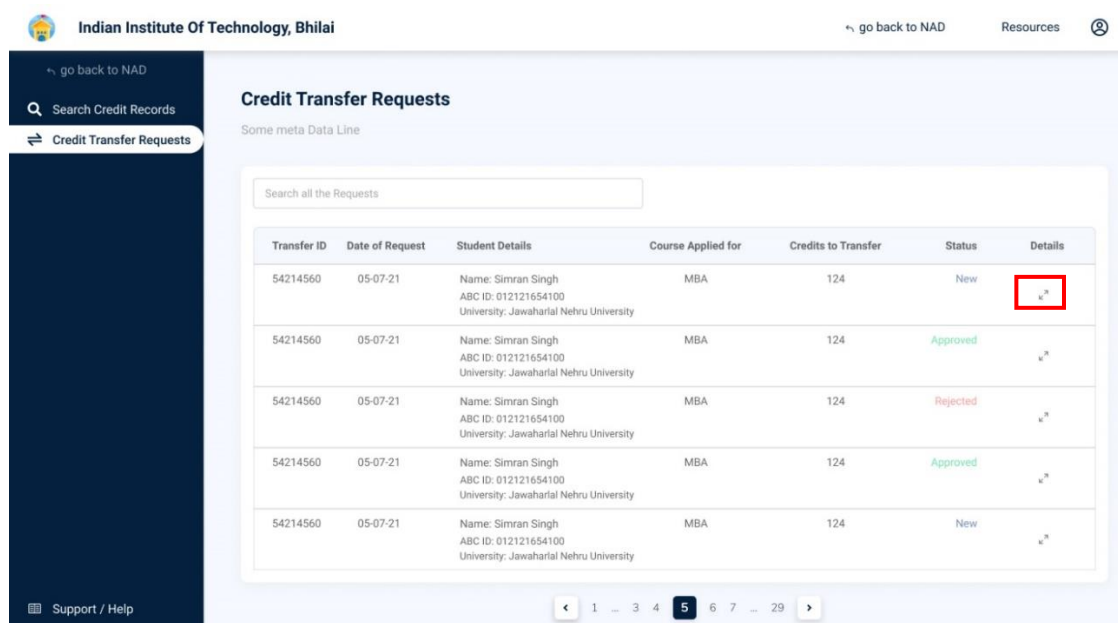 Indian Institute Of Technology, Bhilai
go back to NAD
Resources
go back to NAD
Search Credit Records
Credit Transfer Requests
Support / Help
Credit Transfer Requests
Some meta Data Line
Search all the Requests
Transfer ID Date of Request Student Details Course Applied for Credits to Transfer Status Details
54214560 05-07-21 Name: Simran Singh MBA 124 New
ABC ID: 012121654100
University: Jawaharlal Nehru University
54214560 05-07-21 Name: Simran Singh MBA 124 Approved
ABC ID: 012121654100
University: Jawaharlal Nehru University
54214560 05-07-21 Name: Simran Singh MBA 124 Rejected
ABC ID: 012121654100
University: Jawaharlal Nehru University
54214560 05-07-21 Name: Simran Singh MBA 124 Approved
ABC ID: 012121654100
University: Jawaharlal Nehru University
54214560 05-07-21 Name: Simran Singh MBA 124 New
ABC ID: 012121654100
University: Jawaharlal Nehru University
1 ... 3 4 5 6 7 ... 29